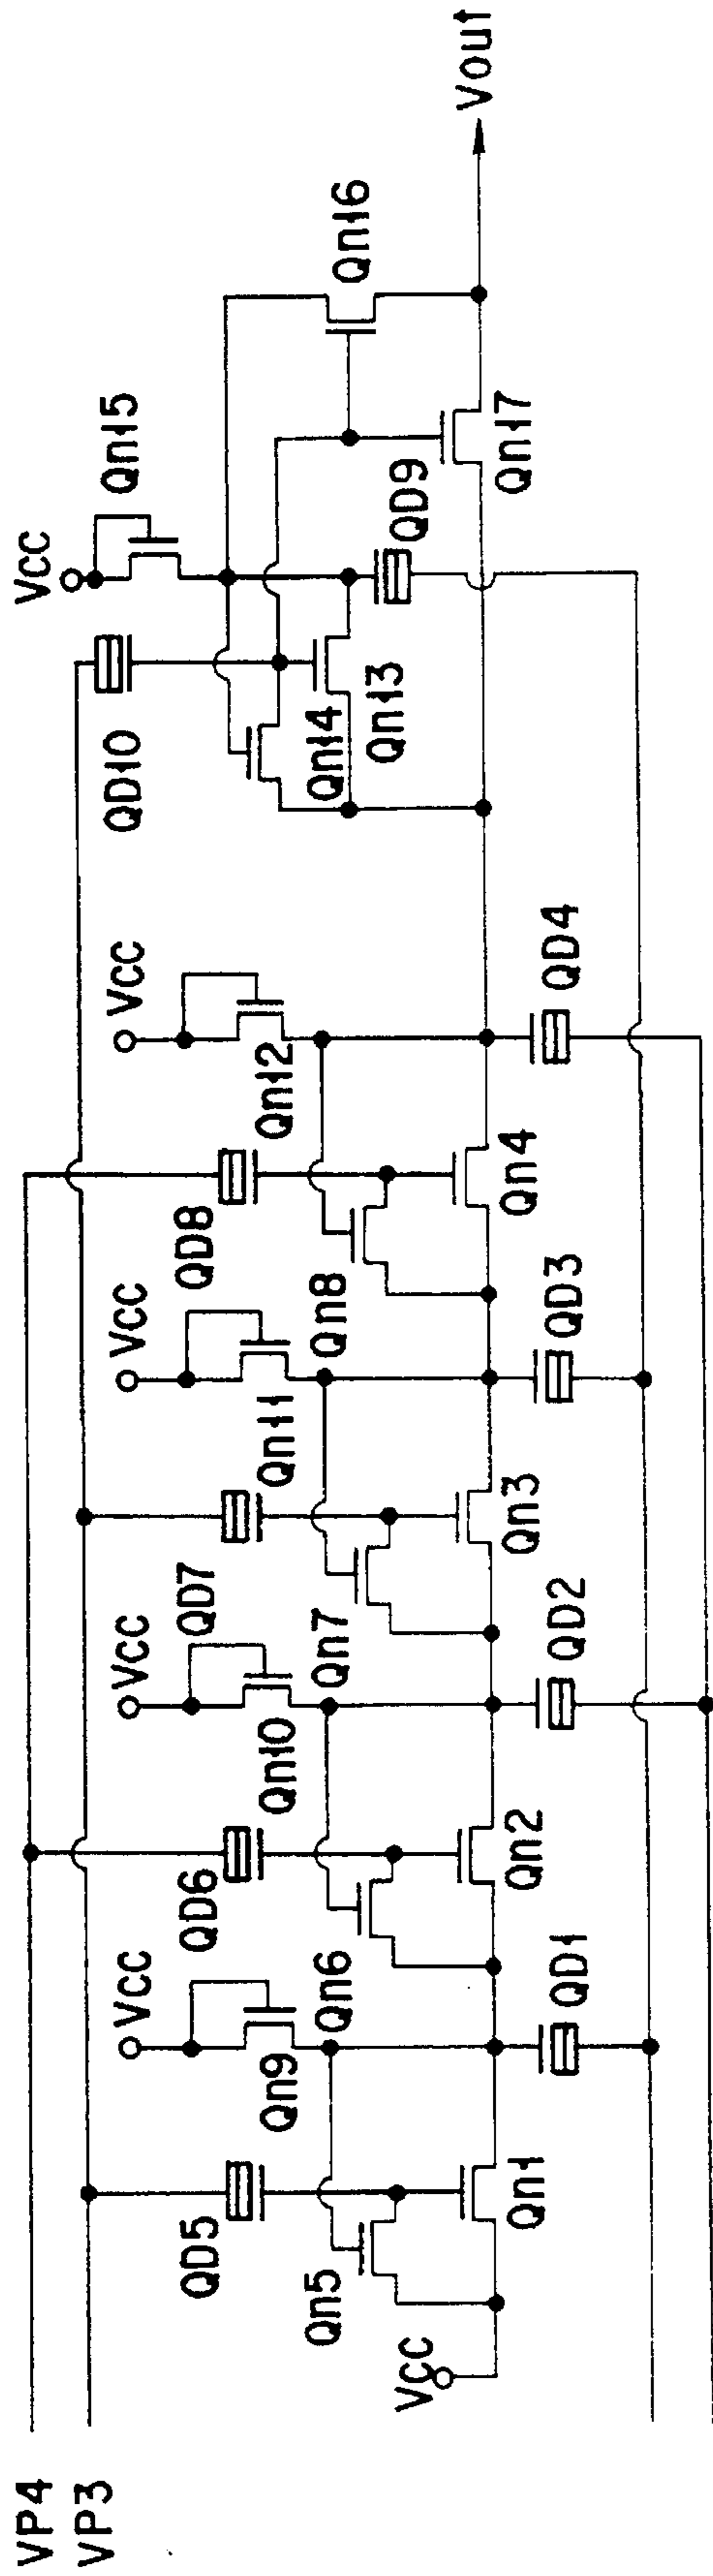 VP4
VP3
Vcc
Qn5
QD5
Qn1
Qn9
Vcc
Qn6
QD1
QD6
Qn2
Qn10
Vcc
QD7
Qn7
QD2
Qn3
Qn11
Vcc
Qn8
QD3
QD8
Qn4
Qn12
Vcc
QD4
QD10
Qn14
Qn13
Vcc
Qn15
QD9
Qn17
Qn16
Vout